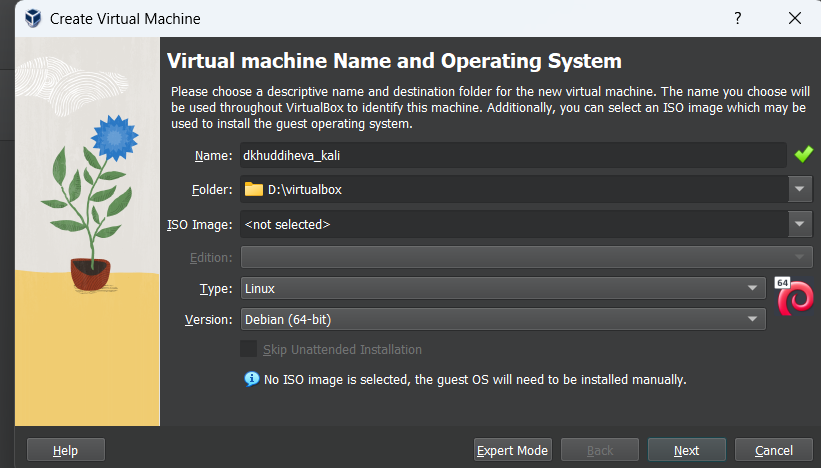 Create Virtual Machine
?
Virtual machine Name and Operating System
Please choose a descriptive name and destination folder for the new virtual machine. The name you choose will
be used throughout VirtualBox to identify this machine. Additionally, you can select an ISO image which may be
used to install the guest operating system.
Name: dkhuddiheva_kali
Folder: D:\virtualbox
ISO Image: <not selected>
Edition:
Type: Linux
64
Version: Debian (64-bit)
Skip Unattended Installation
No ISO image is selected, the guest OS will need to be installed manually.
Help Expert Mode Back Next Cancel